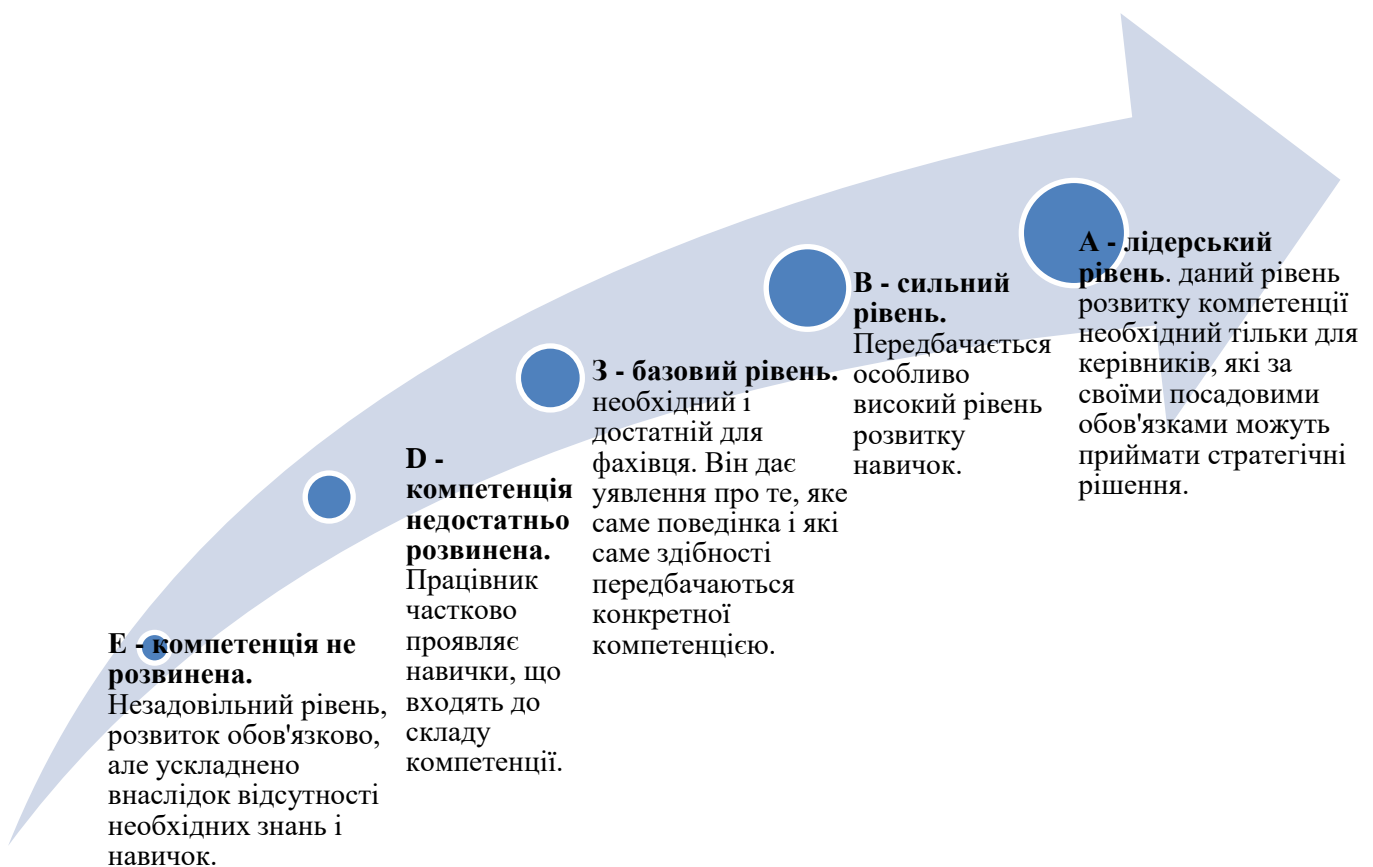 Е - компетенція не
розвинена.
Незадовільний рівень,
розвиток обов'язково,
але ускладнено
внаслідок відсутності
необхідних знань і
навичок.
D -
компетенція
недостатньо
розвинена.
Працівник
частково
проявляє
навички, що
входять до
складу
компетенції.
З - базовий рівень.
необхідний і
достатній для
фахівця. Він дає
уявлення про те, яке
саме поведінка і які
саме здібності
передбачаються
конкретної
компетенцією.
В - сильний
рівень.
Передбачається
особливо
високий рівень
розвитку
навичок.
А - лідерський
рівень. даний рівень
розвитку компетенції
необхідний тільки для
керівників, які за
своїми посадовими
обов'язками можуть
приймати стратегічні
рішення.